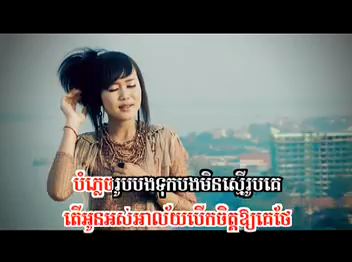 បំភ្លេចរូបបងទុកបងមិនស្មើរូបគេ
តើអូនអស់អាល័យបើកចិត្តឱ្យគេថែ